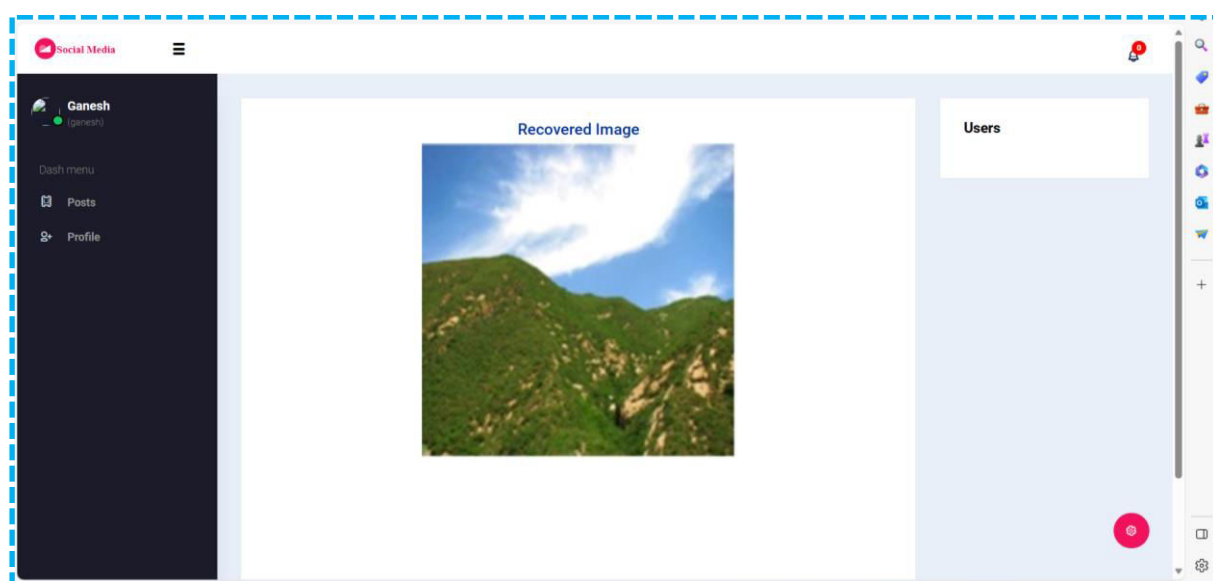 Social Media
0
Ganesh
(ganesh)
Dash menu
Posts
Profile
Recovered Image
Users